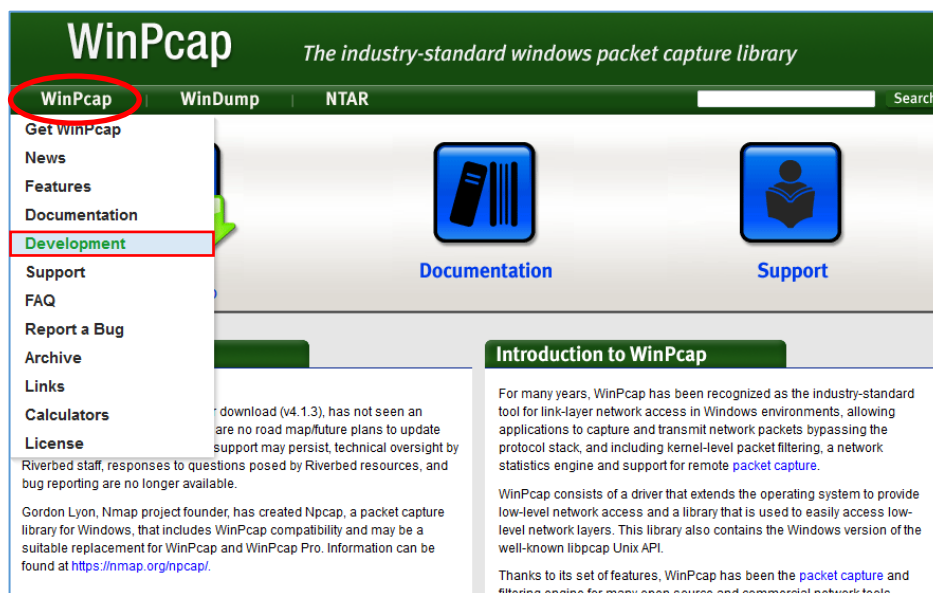 WinPcap
The industry-standard windows packet capture library
WinPcap | WinDump | NTAR
Search
Get WinPcap
News
Features
Documentation
Development
Support
FAQ
Report a Bug
Archive
Links
Calculators
License
Documentation
Support
download (v4.1.3), has not seen an
are no road map/future plans to update
support may persist, technical oversight by
Riverbed staff, responses to questions posed by Riverbed resources, and
bug reporting are no longer available.
Gordon Lyon, Nmap project founder, has created Npcap, a packet capture
library for Windows, that includes WinPcap compatibility and may be a
suitable replacement for WinPcap and WinPcap Pro. Information can be
found at https://nmap.org/npcap/.
Introduction to WinPcap
For many years, WinPcap has been recognized as the industry-standard
tool for link-layer network access in Windows environments, allowing
applications to capture and transmit network packets bypassing the
protocol stack, and including kernel-level packet filtering, a network
statistics engine and support for remote packet capture.
WinPcap consists of a driver that extends the operating system to provide
low-level network access and a library that is used to easily access low-
level network layers. This library also contains the Windows version of the
well-known libpcap Unix API.
Thanks to its set of features, WinPcap has been the packet capture and
filtering engine for many open source and commercial network tools